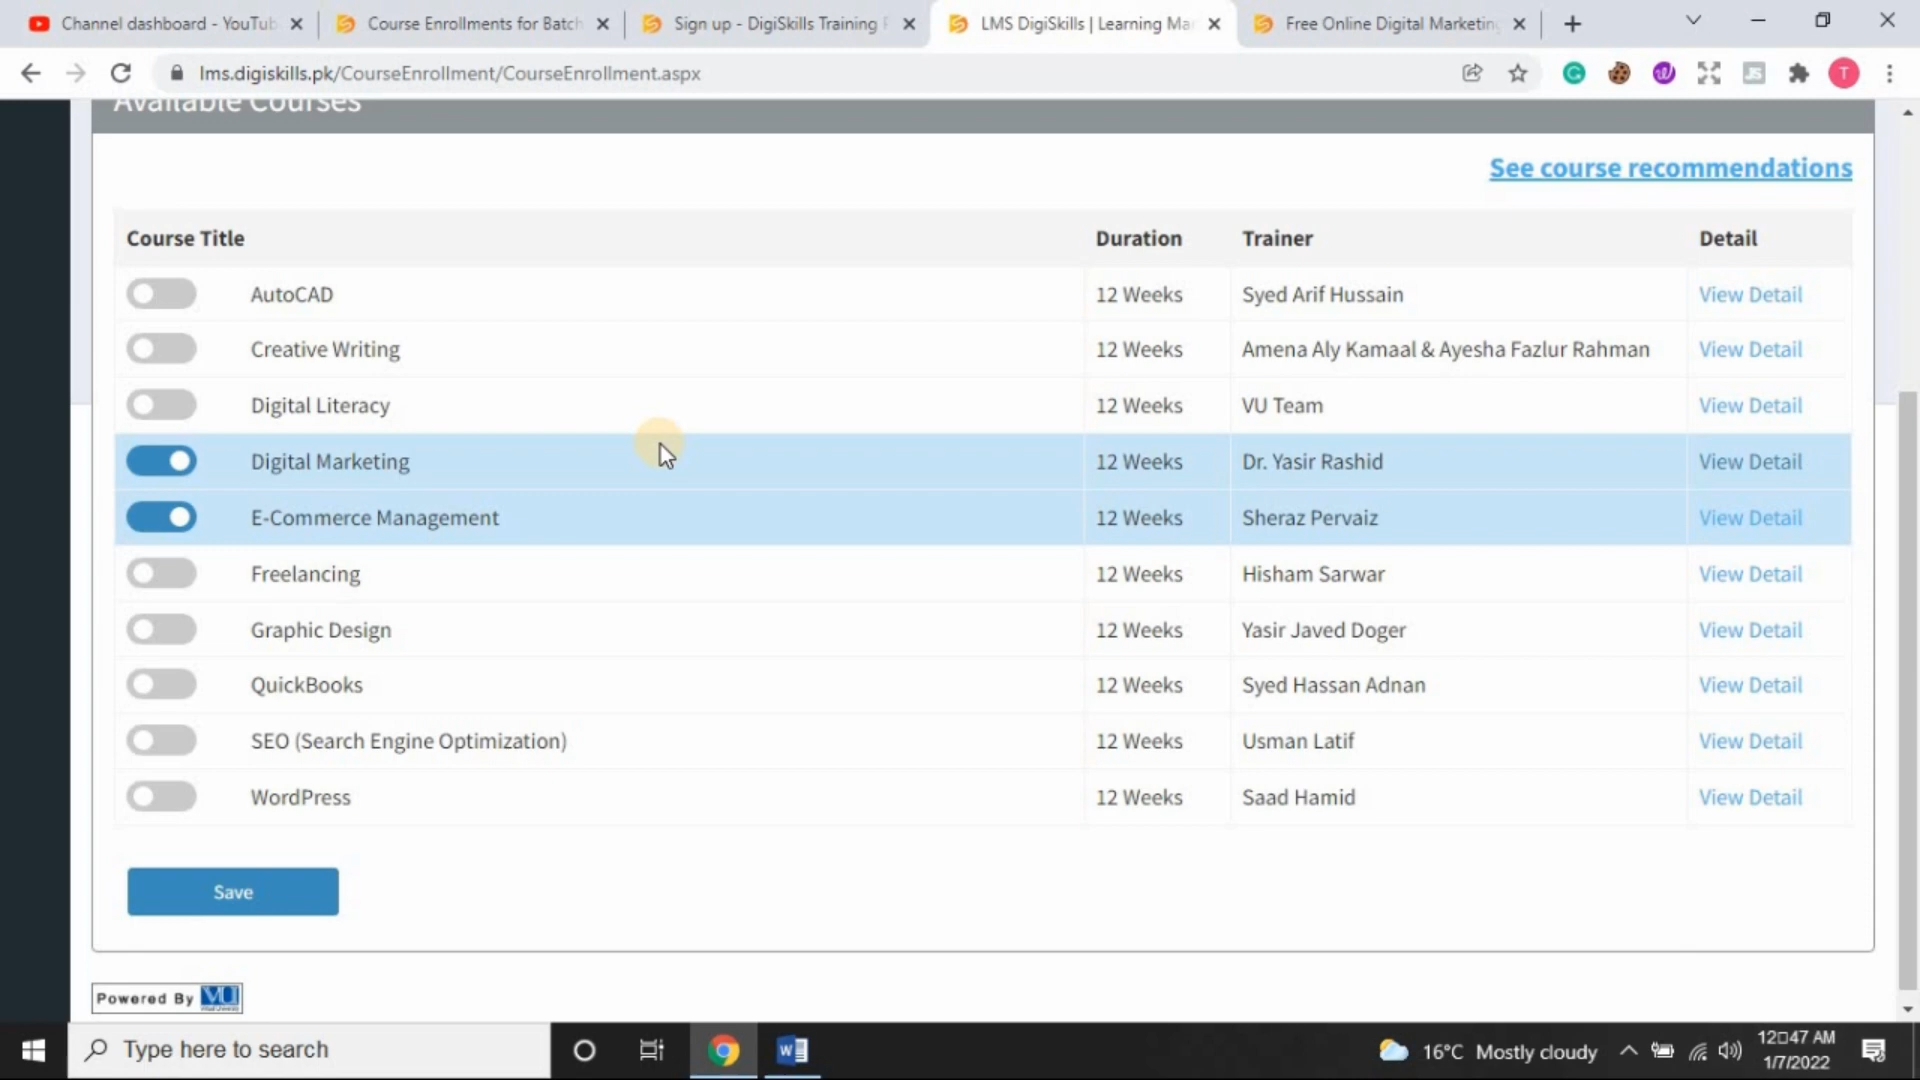 Channel dashboard - YouTub
Course Enrollments for Batch
Sign up - DigiSkills Training
LMS DigiSkills | Learning Ma
Free Online Digital Marketing
lms.digiskills.pk/CourseEnrollment/CourseEnrollment.aspx
JS
T
Available Courses
See course recommendations
Course Title Duration Trainer Detail
AutoCAD 12 Weeks Syed Arif Hussain View Detail
Creative Writing 12 Weeks Amena Aly Kamaal & Ayesha Fazlur Rahman View Detail
Digital Literacy 12 Weeks VU Team View Detail
Digital Marketing 12 Weeks Dr. Yasir Rashid View Detail
E-Commerce Management 12 Weeks Sheraz Pervaiz View Detail
Freelancing 12 Weeks Hisham Sarwar View Detail
Graphic Design 12 Weeks Yasir Javed Doger View Detail
QuickBooks 12 Weeks Syed Hassan Adnan View Detail
SEO (Search Engine Optimization) 12 Weeks Usman Latif View Detail
WordPress 12 Weeks Saad Hamid View Detail
Save
Powered By VU
Type here to search
W
16°C Mostly cloudy
12□47 AM
1/7/2022